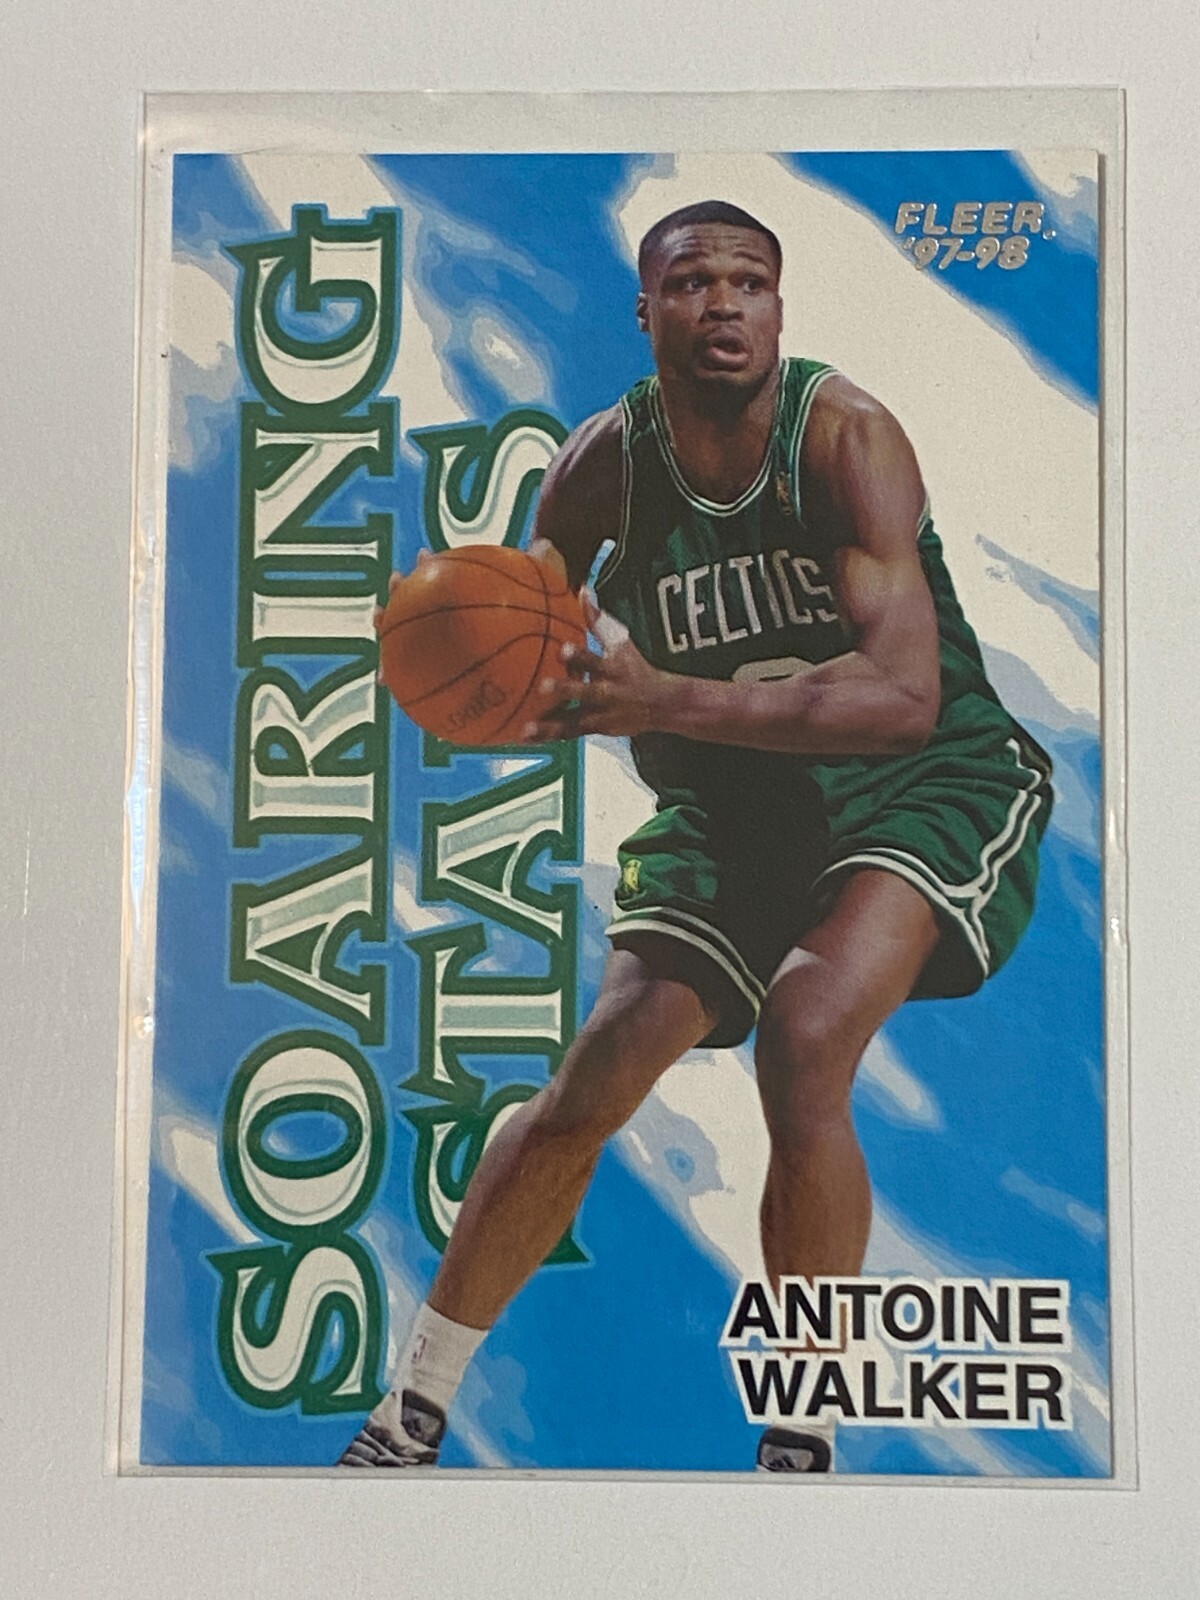 FLEER.
'97-98
SOARING
STARS
CELTICS
ANTOINE
WALKER